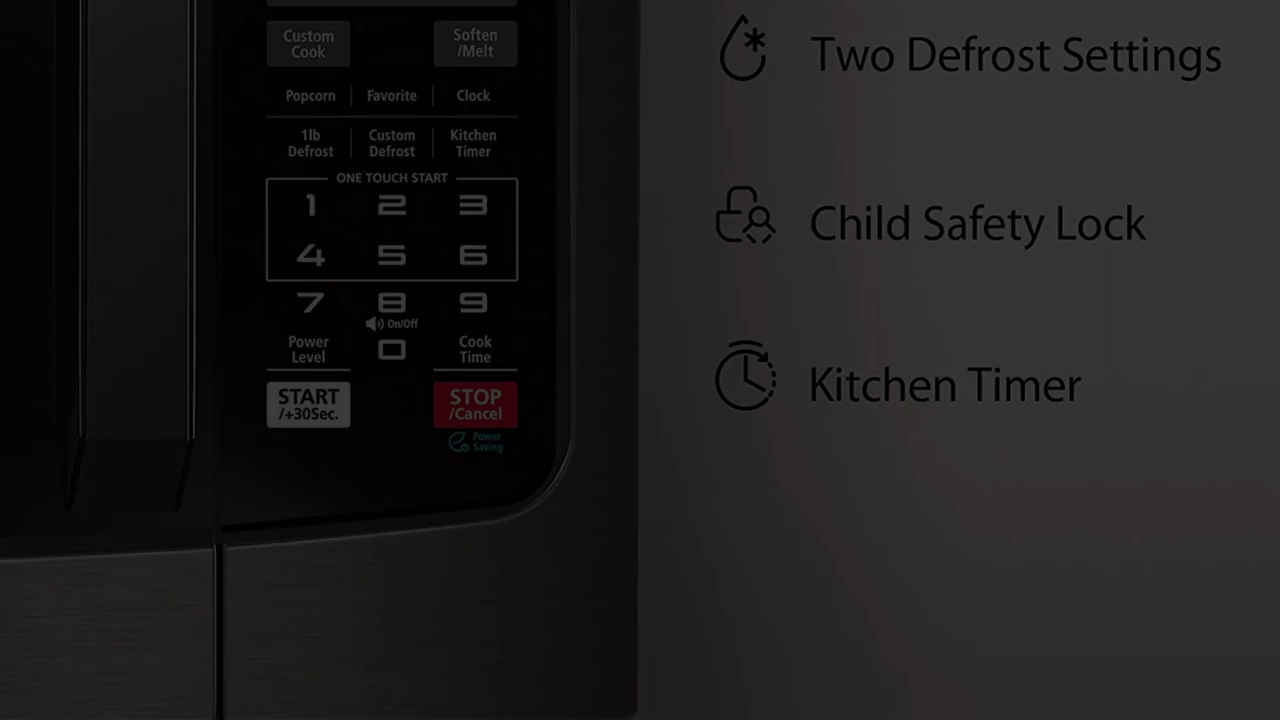 Custom
Cook
Soften
/Melt
Popcorn Favorite Clock
1lb
Defrost
Custom
Defrost
Kitchen
Timer
ONE TOUCH START
1 2 3
4 5 6
7 8 9
On/Off
Power
Level
0
Cook
Time
START
/+30Sec.
STOP
/Cancel
Power
Saving
Two Defrost Settings
Child Safety Lock
Kitchen Timer